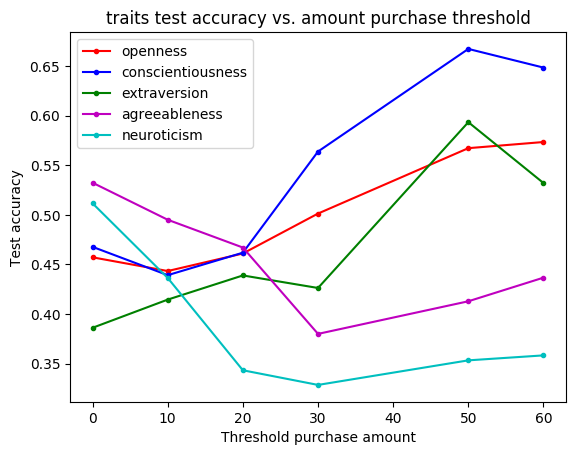 traits test accuracy vs. amount purchase threshold
openness
conscientiousness
extraversion
agreeableness
neuroticism
Test accuracy
0.65
0.60
0.55
0.50
0.45
0.40
0.35
0 10 20 30 40 50 60
Threshold purchase amount